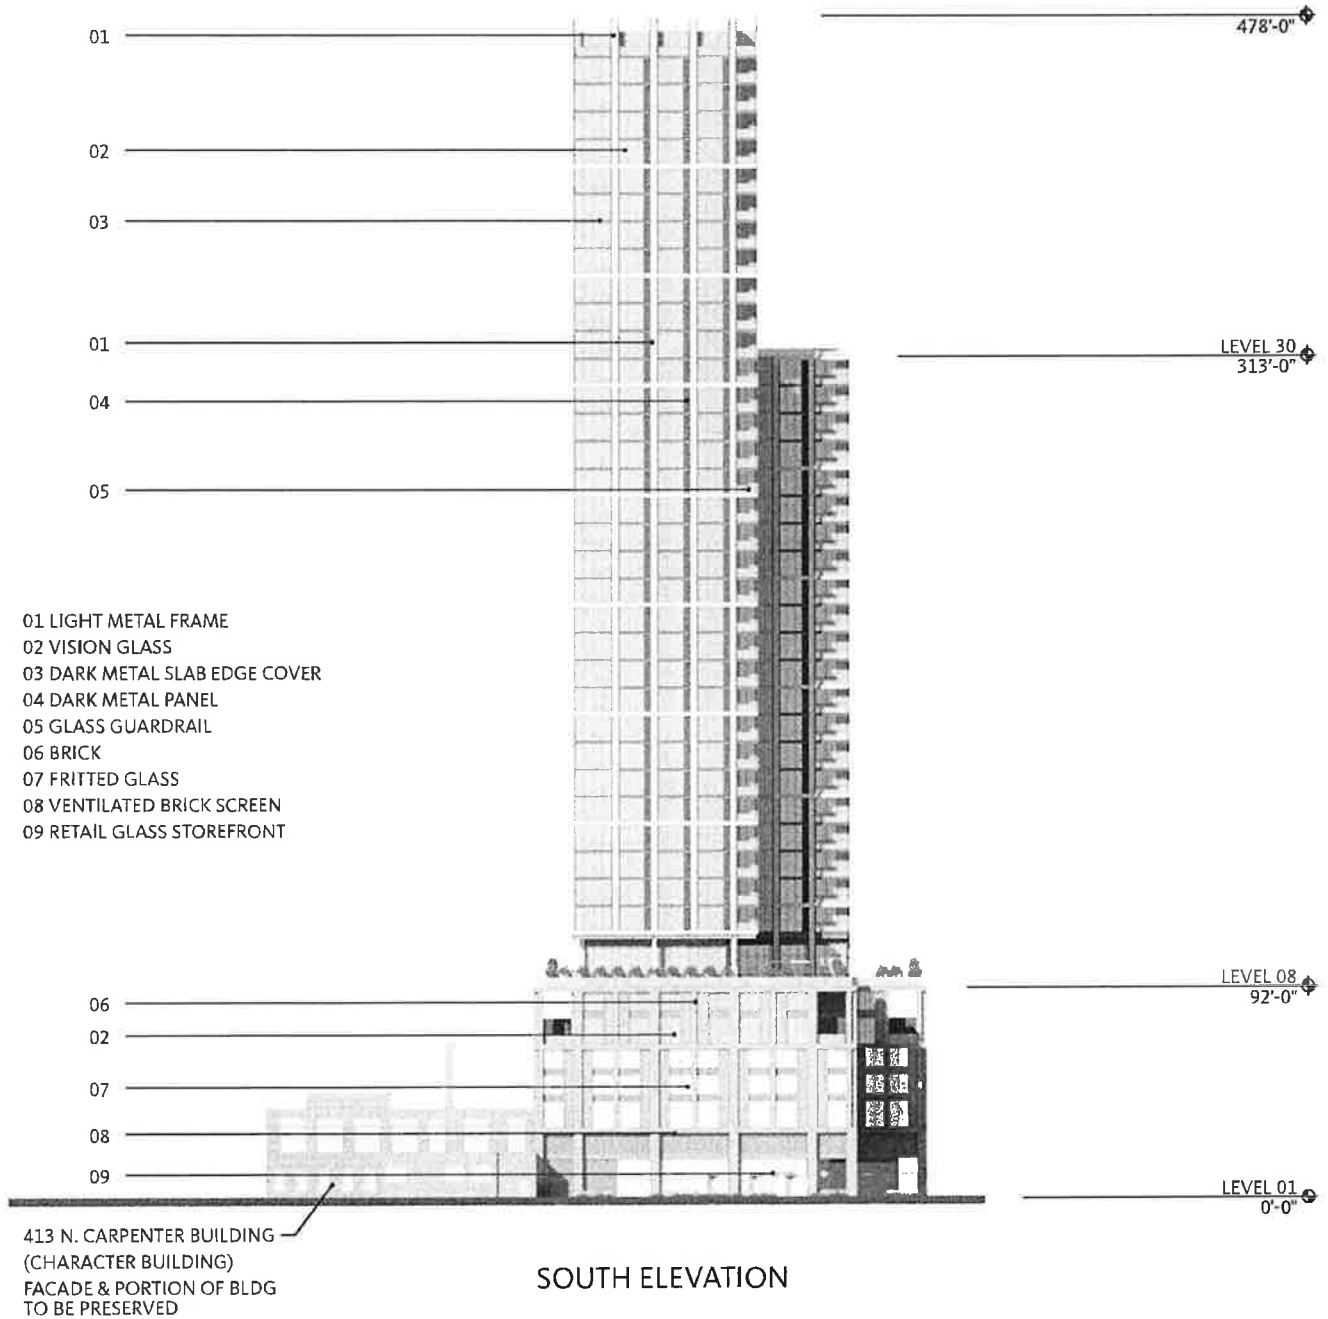 478'-0"
01
02
03
01
LEVEL 30
313'-0"
04
05
01 LIGHT METAL FRAME
02 VISION GLASS
03 DARK METAL SLAB EDGE COVER
04 DARK METAL PANEL
05 GLASS GUARDRAIL
06 BRICK
07 FRITTED GLASS
08 VENTILATED BRICK SCREEN
09 RETAIL GLASS STOREFRONT
LEVEL 08
92'-0"
06
02
07
08
09
LEVEL 01
0'-0"
413 N. CARPENTER BUILDING
(CHARACTER BUILDING)
FACADE & PORTION OF BLDG
TO BE PRESERVED
SOUTH ELEVATION